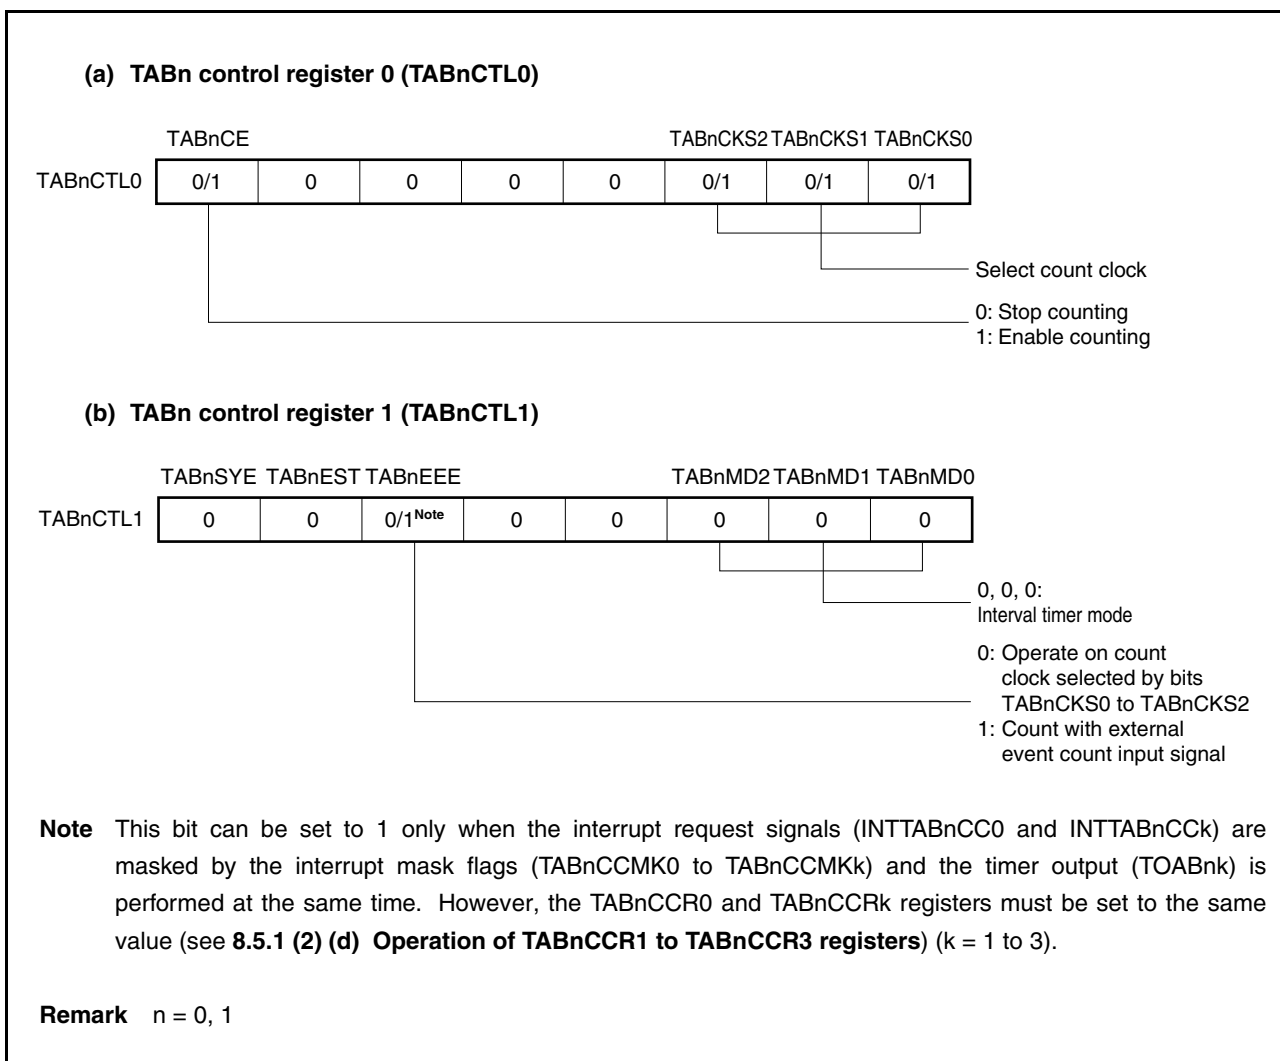 (a) TABn control register 0 (TABnCTL0)
TABnCE TABnCKS2 TABnCKS1 TABnCKS0
TABnCTL0 0/1 0 0 0 0 0/1 0/1 0/1
Select count clock
0: Stop counting
1: Enable counting
(b) TABn control register 1 (TABnCTL1)
TABnSYE TABnEST TABnEEE TABnMD2 TABnMD1 TABnMD0
TABnCTL1 0 0 0/1Note 0 0 0 0 0
0, 0, 0:
Interval timer mode
0: Operate on count
clock selected by bits
TABnCKS0 to TABnCKS2
1: Count with external
event count input signal
Note This bit can be set to 1 only when the interrupt request signals (INTTABnCC0 and INTTABnCCk) are
masked by the interrupt mask flags (TABnCCMK0 to TABnCCMKk) and the timer output (TOABnk) is
performed at the same time. However, the TABnCCR0 and TABnCCRk registers must be set to the same
value (see 8.5.1 (2) (d) Operation of TABnCCR1 to TABnCCR3 registers) (k = 1 to 3).
Remark n = 0, 1